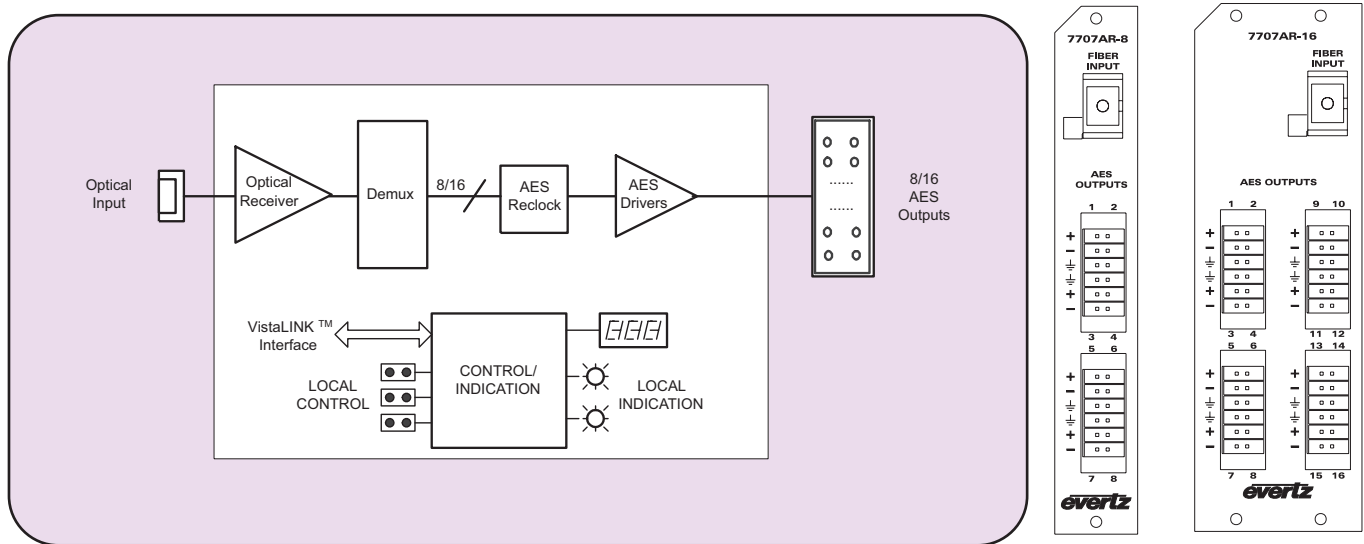 Optical
Input
Optical
Receiver
Demux
8/16
AES
Reclock
AES
Drivers
8/16
AES
Outputs
VistaLINK ™
Interface
LOCAL
CONTROL
CONTROL/
INDICATION
LOCAL
INDICATION
7707AR-8
FIBER
INPUT
AES
OUTPUTS
1 2
+
−
+
−
3 4
5 6
+
−
+
−
7 8
evertz
7707AR-16
FIBER
INPUT
AES OUTPUTS
1 2 9 10
+ +
− −
+ +
− −
3 4 11 12
5 6 13 14
+ +
− −
+ +
− −
7 8 15 16
evertz